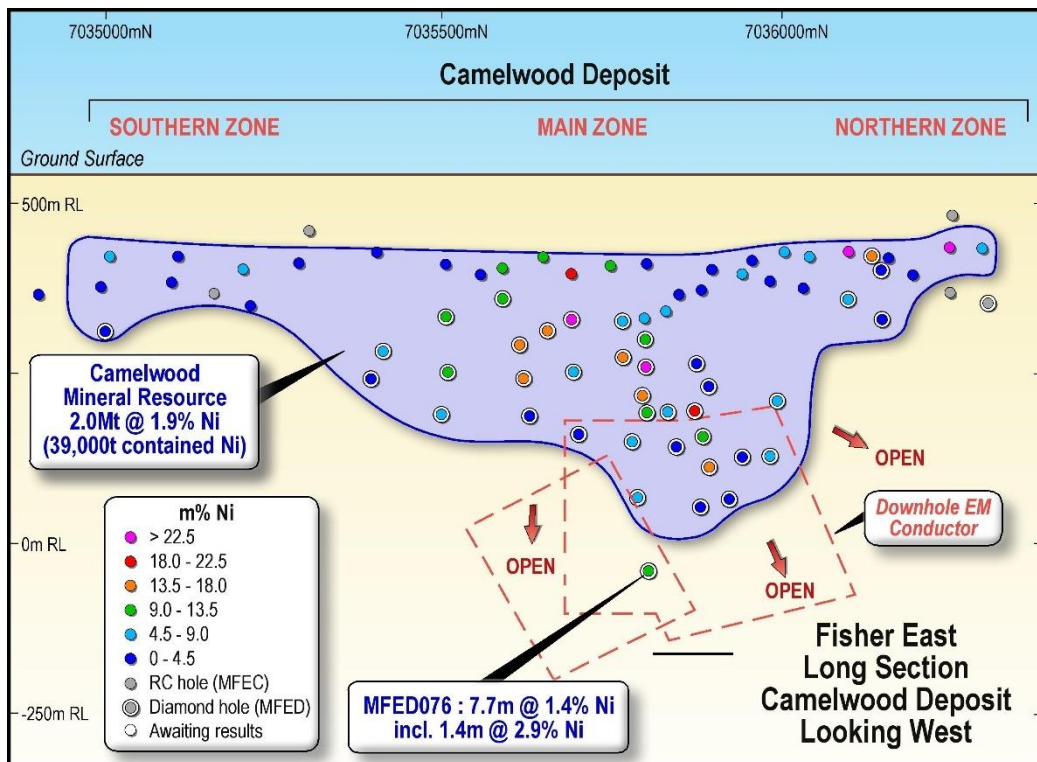 7035000mN
7035500mN
7036000mN
Camelwood Deposit
SOUTHERN ZONE
MAIN ZONE
NORTHERN ZONE
Ground Surface
500m RL
Camelwood
Mineral Resource
2.0Mt @ 1.9% Ni
(39,000t contained Ni)
OPEN
Downhole EM
Conductor
m% Ni
> 22.5
18.0 - 22.5
13.5 - 18.0
9.0 - 13.5
4.5 - 9.0
0 - 4.5
RC hole (MFEC)
Diamond hole (MFED)
Awaiting results
0m RL
OPEN
OPEN
Fisher East
Long Section
Camelwood Deposit
Looking West
MFED076 : 7.7m @ 1.4% Ni
incl. 1.4m @ 2.9% Ni
-250m RL